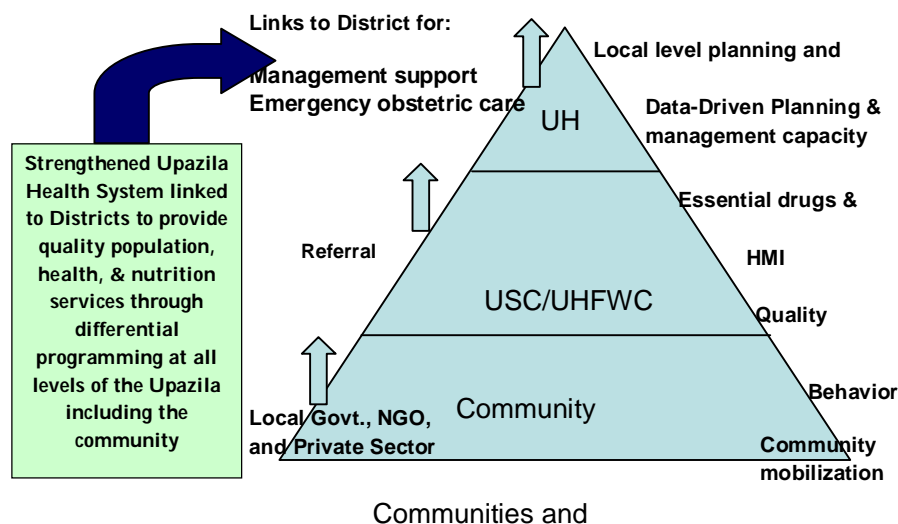 Links to District for:
Management support
Emergency obstetric care
Strengthened Upazila
Health System linked
to Districts to provide
quality population,
health, & nutrition
services through
differential
programming at all
levels of the Upazila
including the
community
UH
USC/UHFWC
Community
Referral
Local Govt., NGO,
and Private Sector
Local level planning and
Data-Driven Planning &
management capacity
Essential drugs &
HMI
Quality
Behavior
Community
mobilization
Communities and